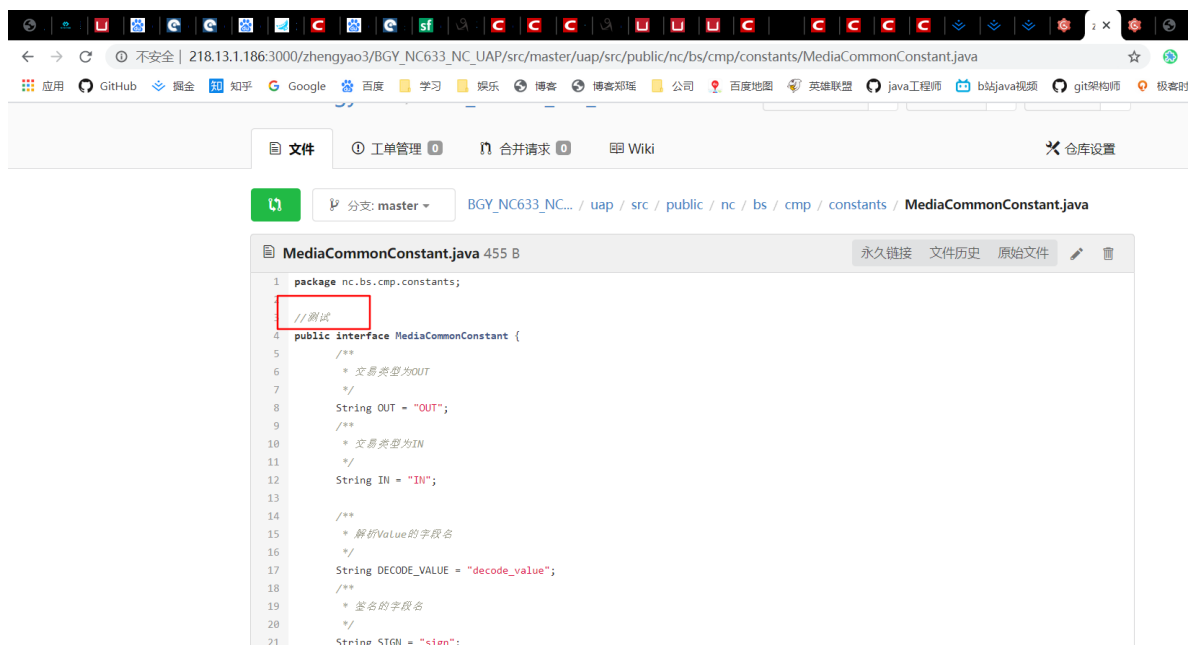 不安全 | 218.13.1.186:3000/zhengyao3/BGY_NC633_NC_UAP/src/master/uap/src/public/nc/bs/cmp/constants/MediaCommonConstant.java
应用 GitHub 掘金 知乎 Google 百度 学习 娱乐 博客 博客郑瑶 公司 百度地图 英雄联盟 java工程师 b站java视频 git架构师 极客时
文件 工单管理 0 合并请求 0 Wiki 仓库设置
分支: master BGY_NC633_NC... / uap / src / public / nc / bs / cmp / constants / MediaCommonConstant.java
MediaCommonConstant.java 455 B 永久链接 文件历史 原始文件
1 package nc.bs.cmp.constants;
2
3 //测试
4 public interface MediaCommonConstant {
5 /**
6 * 交易类型为OUT
7 */
8 String OUT = "OUT";
9 /**
10 * 交易类型为IN
11 */
12 String IN = "IN";
13
14 /**
15 * 解析Value的字段名
16 */
17 String DECODE_VALUE = "decode_value";
18 /**
19 * 签名的字段名
20 */
21 String SIGN = "sign";